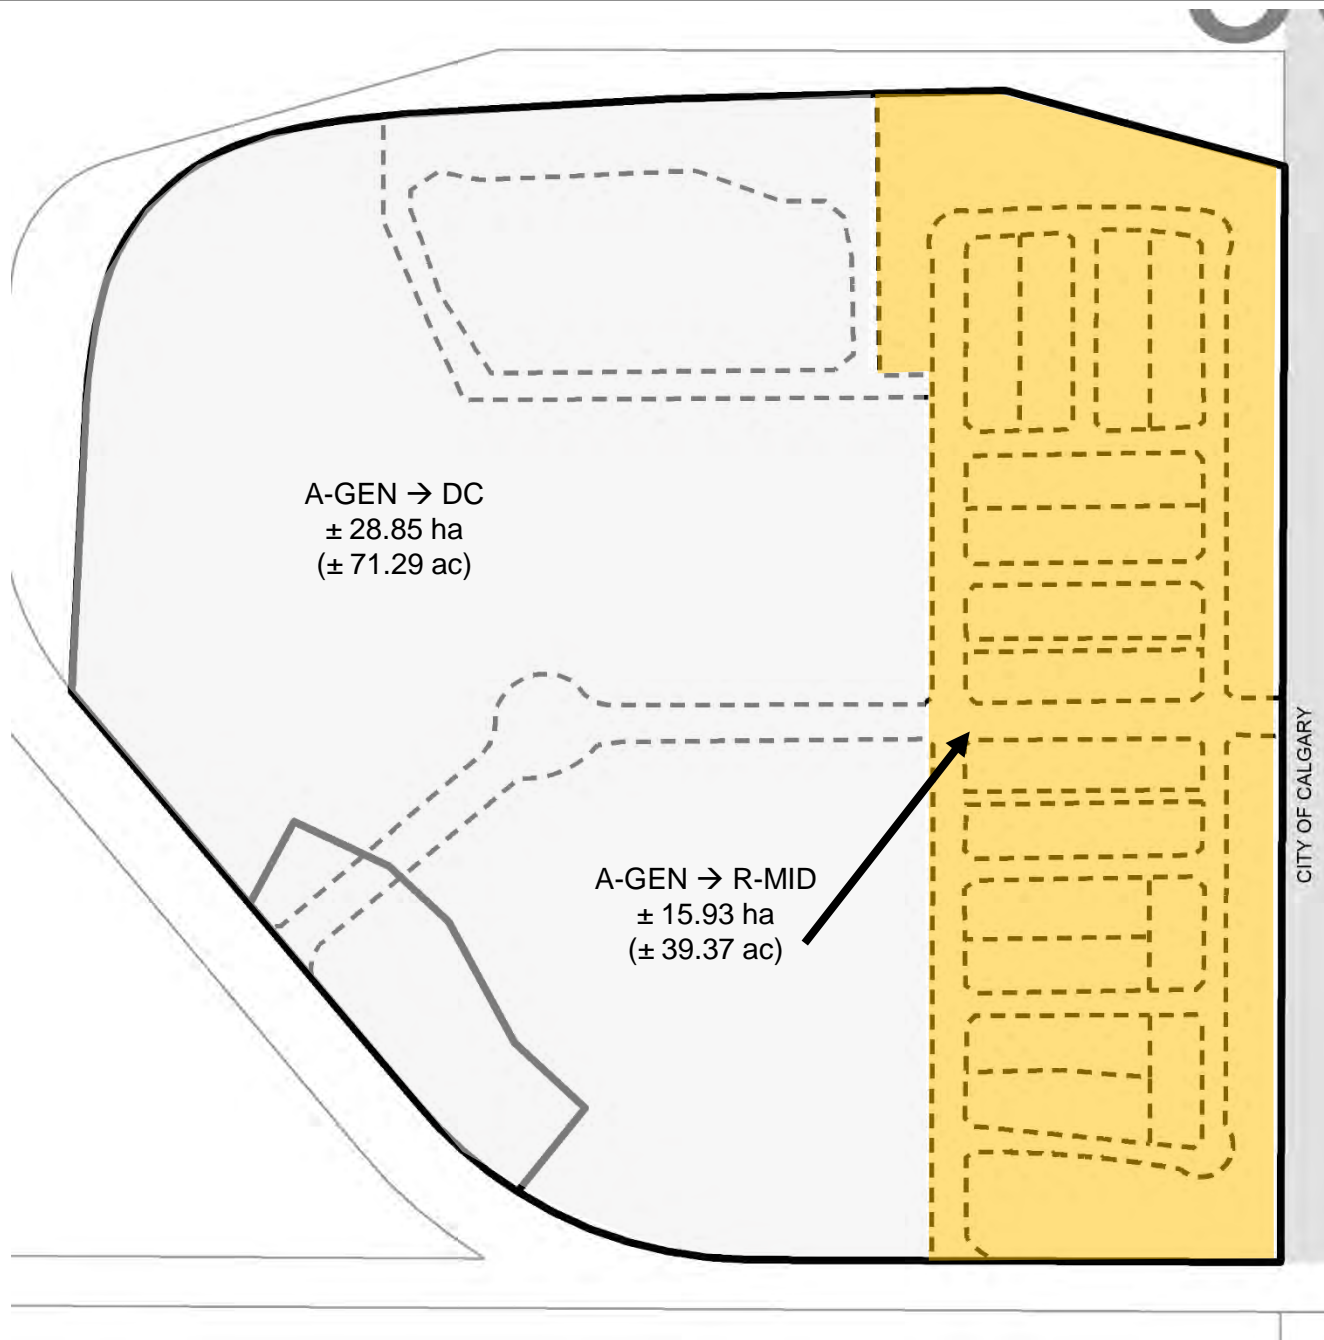 A-GEN → DC
± 28.85 ha
(± 71.29 ac)
A-GEN → R-MID
± 15.93 ha
(± 39.37 ac)
CITY OF CALGARY